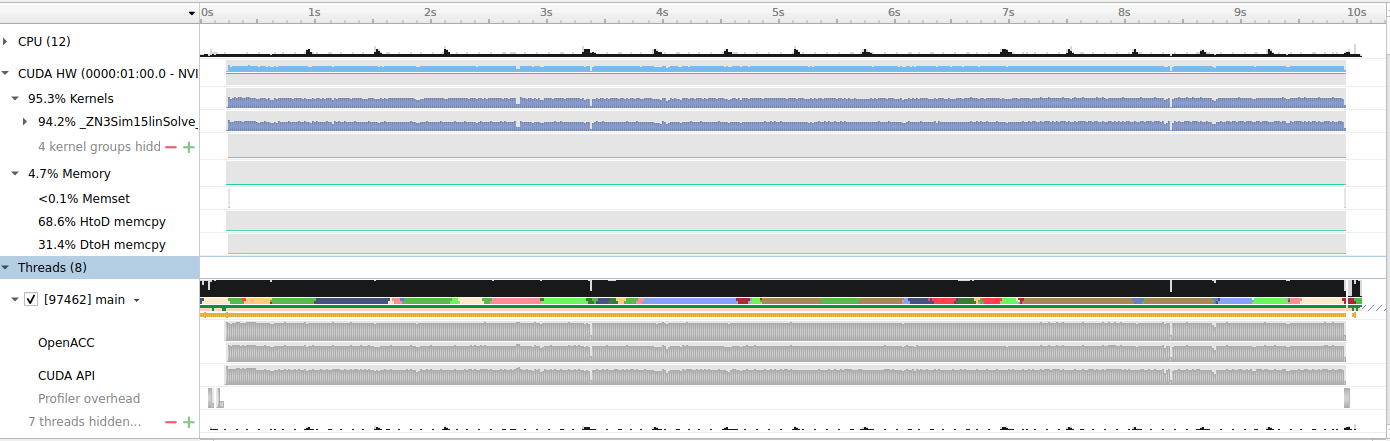 0s 1s 2s 3s 4s 5s 6s 7s 8s 9s 10s
CPU (12)
CUDA HW (0000:01:00.0 - NVI
95.3% Kernels
94.2% _ZN3Sim15linSolve_
4 kernel groups hidd
4.7% Memory
<0.1% Memset
68.6% HtoD memcpy
31.4% DtoH memcpy
Threads (8)
[97462] main
OpenACC
CUDA API
Profiler overhead
7 threads hidden...